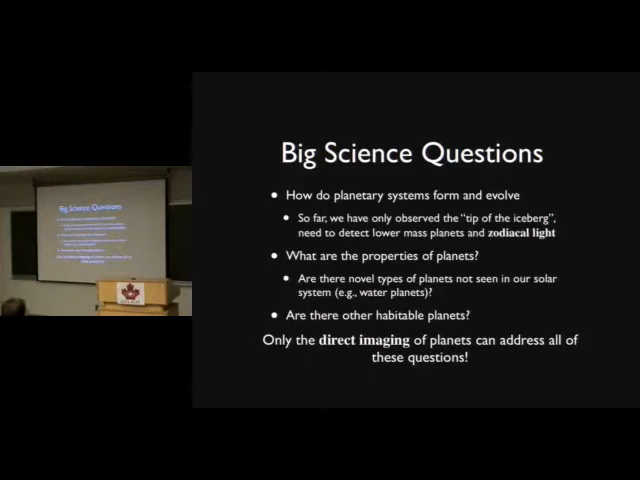 Big Science Questions
• How do planetary systems form and evolve
• So far, we have only observed the "tip of the iceberg",
need to detect lower mass planets and zodiacal light
• What are the properties of planets?
• Are there novel types of planets not seen in our solar
system (e.g., water planets)?
• Are there other habitable planets?
Only the direct imaging of planets can address all of
these questions!
Big Science Questions